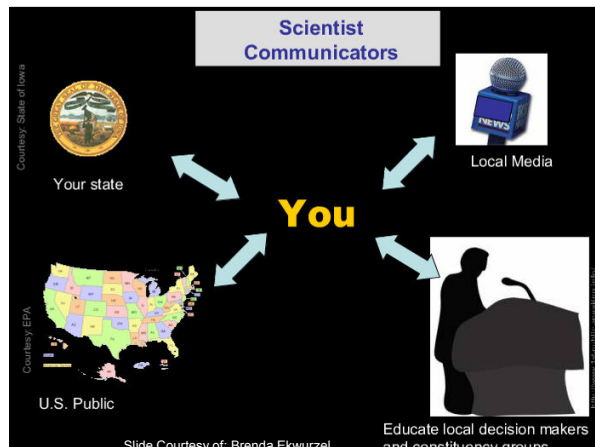 Scientist
Communicators
Courtesy: State of Iowa
NEWS
Your state
Local Media
You
Courtesy: EPA
U.S. Public
Educate local decision makers
and constituency groups
Slide Courtesy of: Brenda Ekwurzel